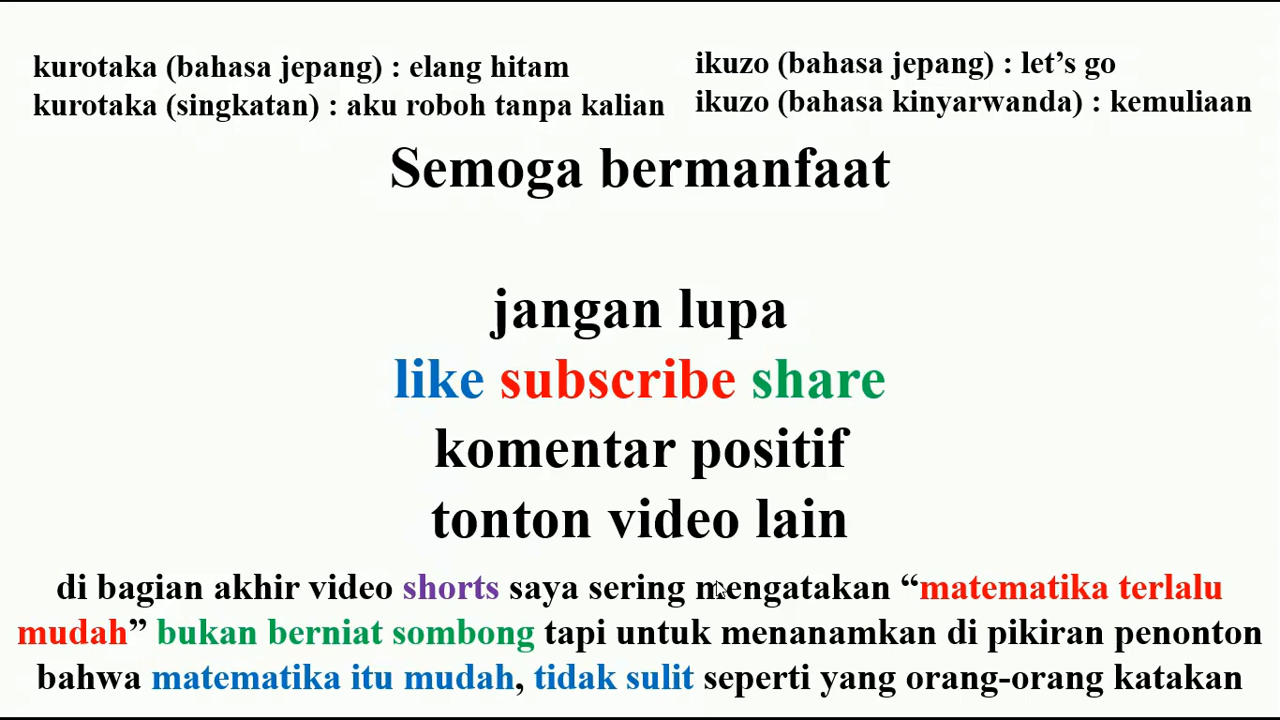 kurotaka (bahasa jepang) : elang hitam
kurotaka (singkatan) : aku roboh tanpa kalian
ikuzo (bahasa jepang) : let’s go
ikuzo (bahasa kinyarwanda) : kemuliaan
Semoga bermanfaat
jangan lupa
like subscribe share
komentar positif
tonton video lain
di bagian akhir video shorts saya sering mengatakan “matematika terlalu
mudah” bukan berniat sombong tapi untuk menanamkan di pikiran penonton
bahwa matematika itu mudah, tidak sulit seperti yang orang-orang katakan